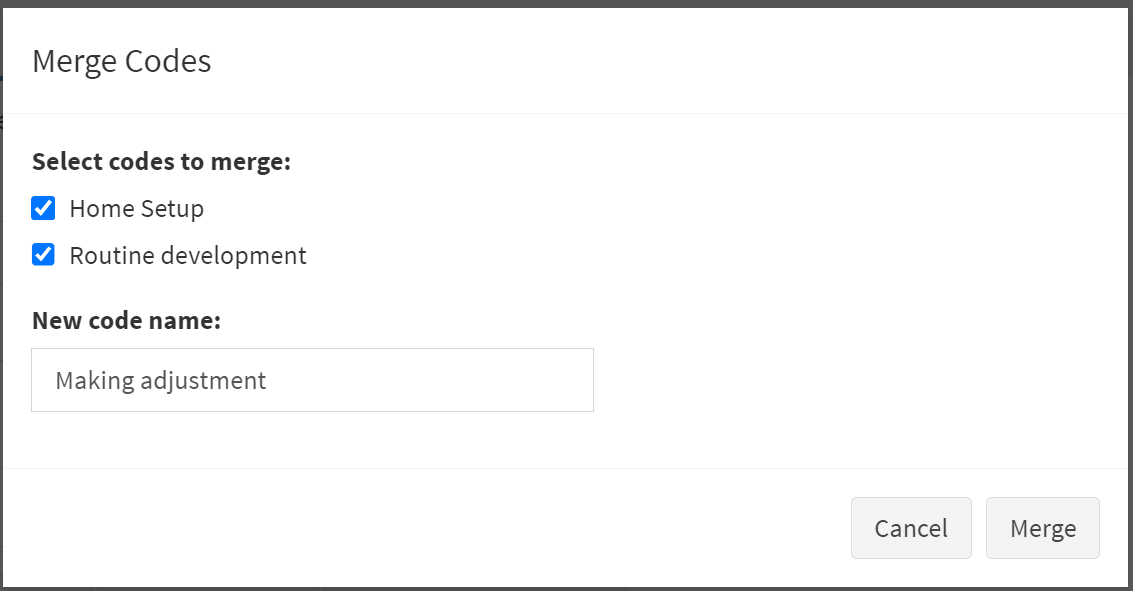 Merge Codes
Select codes to merge:
Home Setup
Routine development
New code name:
Making adjustment
Cancel Merge